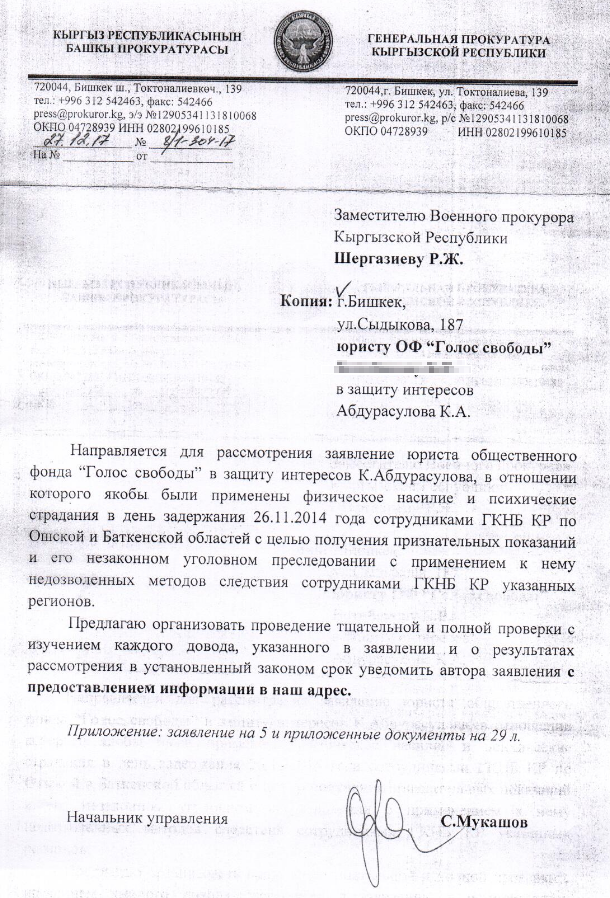 КЫРГЫЗ РЕСПУБЛИКАСЫНЫН
БАШКЫ ПРОКУРАТУРАСЫ
ГЕНЕРАЛЬНАЯ ПРОКУРАТУРА
КЫРГЫЗСКОЙ РЕСПУБЛИКИ
720044, Бишкек ш., Токтоналиевкөч., 139
тел.: +996 312 542463, факс: 542466
press@prokuror.kg, э/э №12905341131810068
ОКПО 04728939 ИНН 02802199610185
27.12.17 № 8/1-304-17
На № от
720044,г. Бишкек, ул. Токтоналиева, 139
тел.: +996 312 542463, факс: 542466
press@prokuror.kg, р/с №12905341131810068
ОКПО 04728939 ИНН 02802199610185
Заместителю Военного прокурора
Кыргызской Республики
Шергазиеву Р.Ж.
Копия: г.Бишкек,
ул.Сыдыкова, 187
юристу ОФ “Голос свободы”
в защиту интересов
Абдурасулова К.А.
Направляется для рассмотрения заявление юриста общественного
фонда “Голос свободы” в защиту интересов К.Абдурасулова, в отношении
которого якобы были применены физическое насилие и психические
страдания в день задержания 26.11.2014 года сотрудниками ГКНБ КР по
Ошской и Баткенской областей с целью получения признательных показаний
и его незаконном уголовном преследовании с применением к нему
недозволенных методов следствия сотрудниками ГКНБ КР указанных
регионов.
Предлагаю организовать проведение тщательной и полной проверки с
изучением каждого довода, указанного в заявлении и о результатах
рассмотрения в установленный законом срок уведомить автора заявления с
предоставлением информации в наш адрес.
Приложение: заявление на 5 и приложенные документы на 29 л.
Начальник управления
С.Мукашов